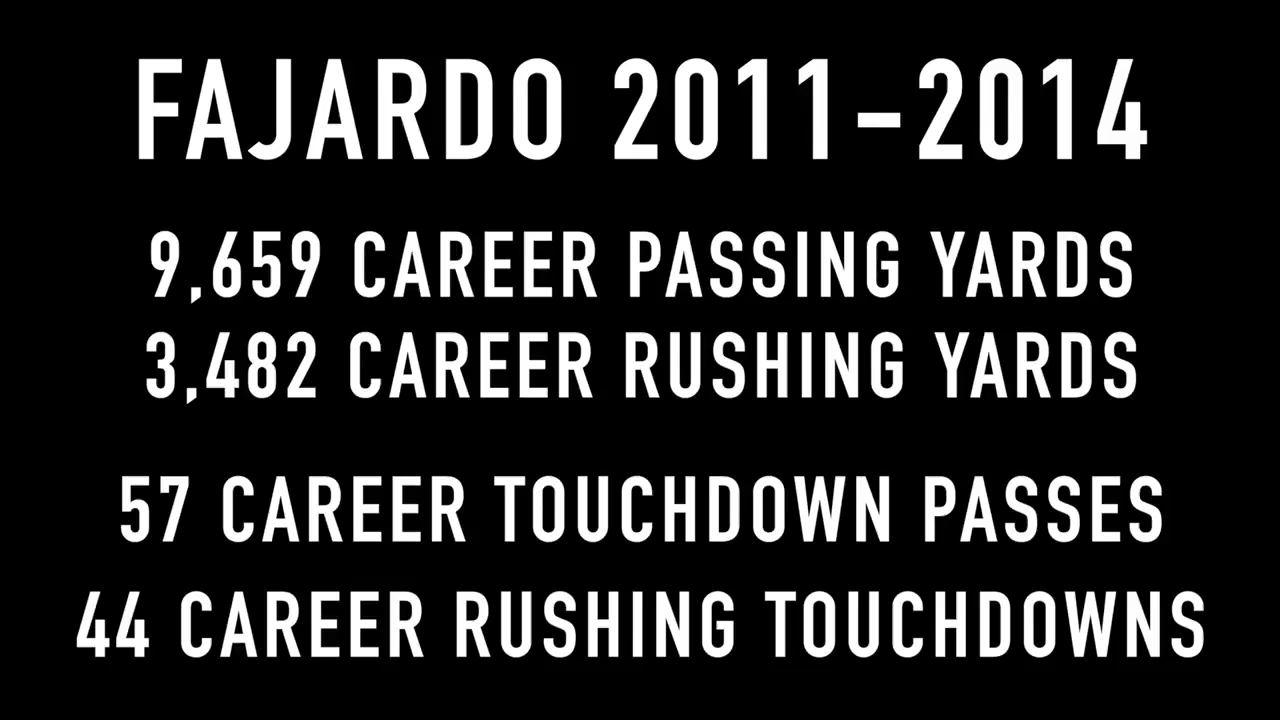 FAJARDO 2011-2014
9,659 CAREER PASSING YARDS
3,482 CAREER RUSHING YARDS
57 CAREER TOUCHDOWN PASSES
44 CAREER RUSHING TOUCHDOWNS